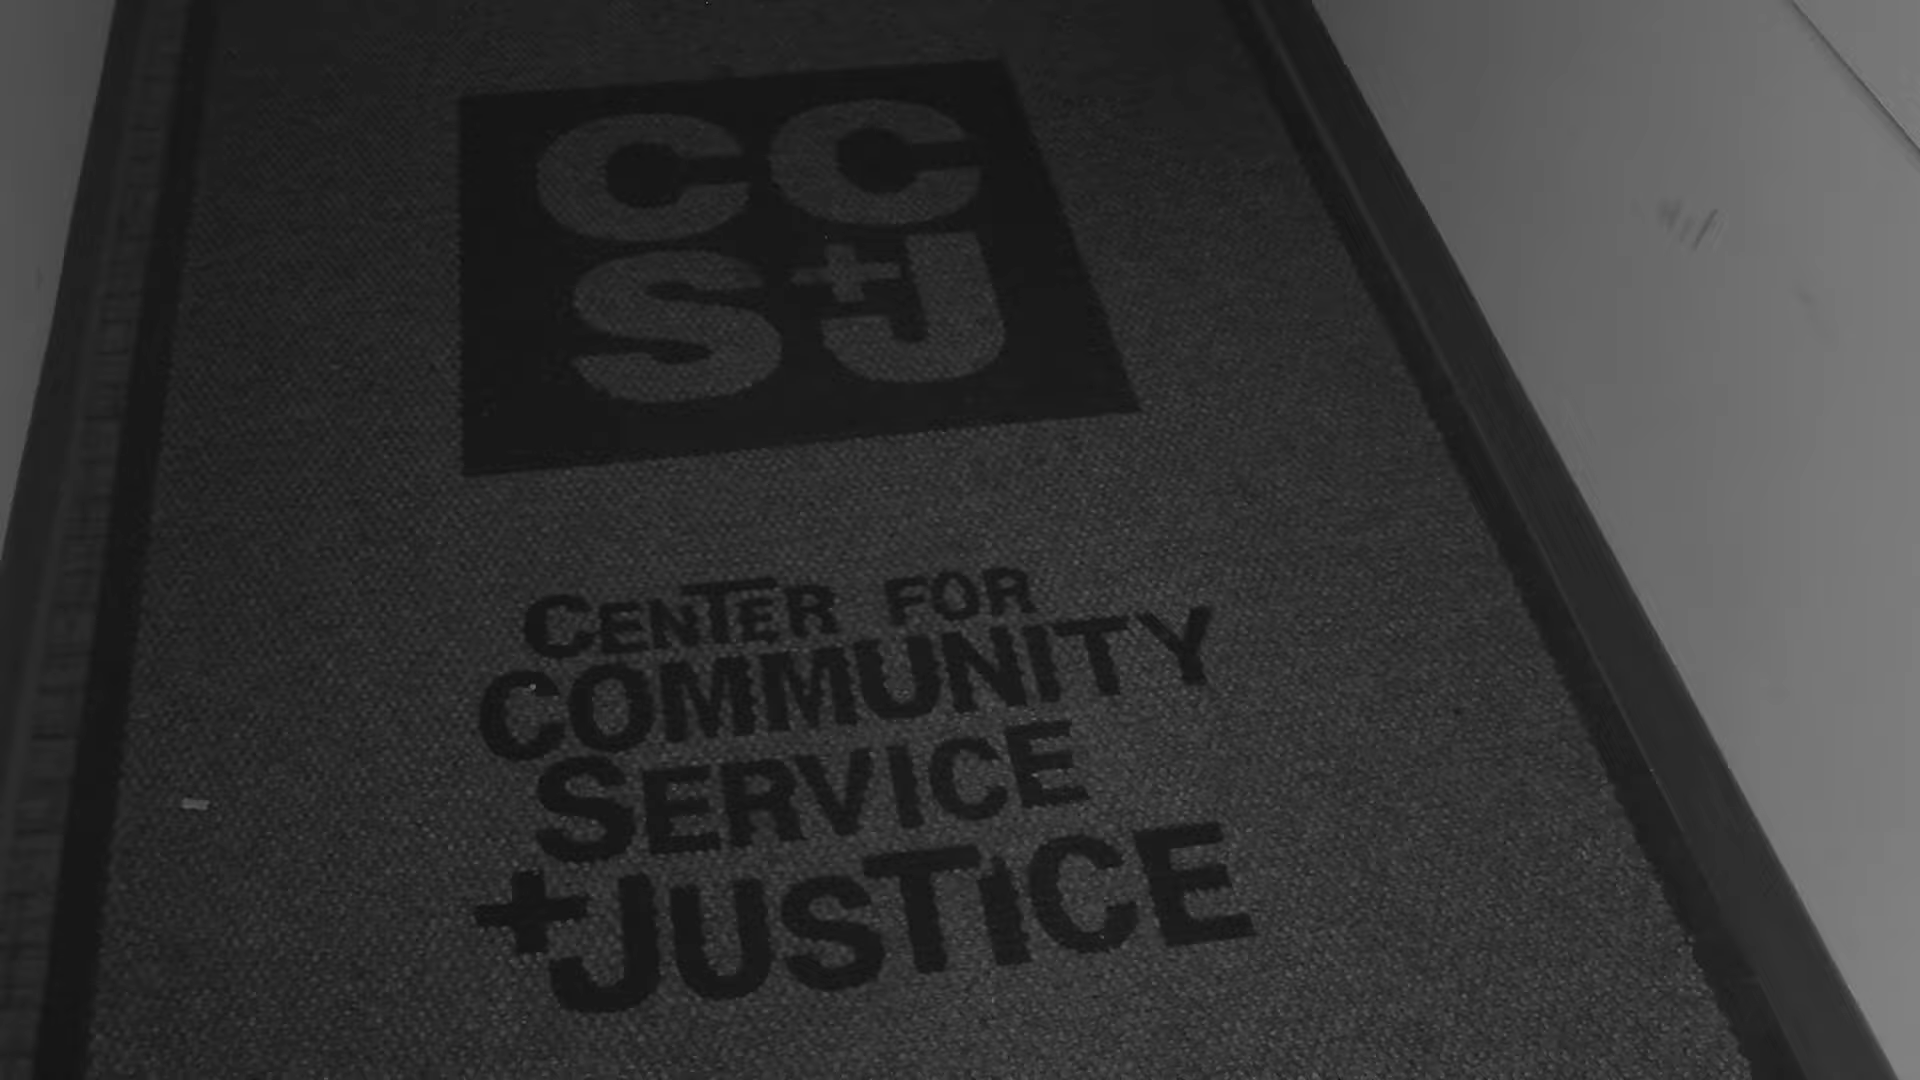 CC
S+J
CENTER FOR
COMMUNITY
SERVICE
+JUSTICE